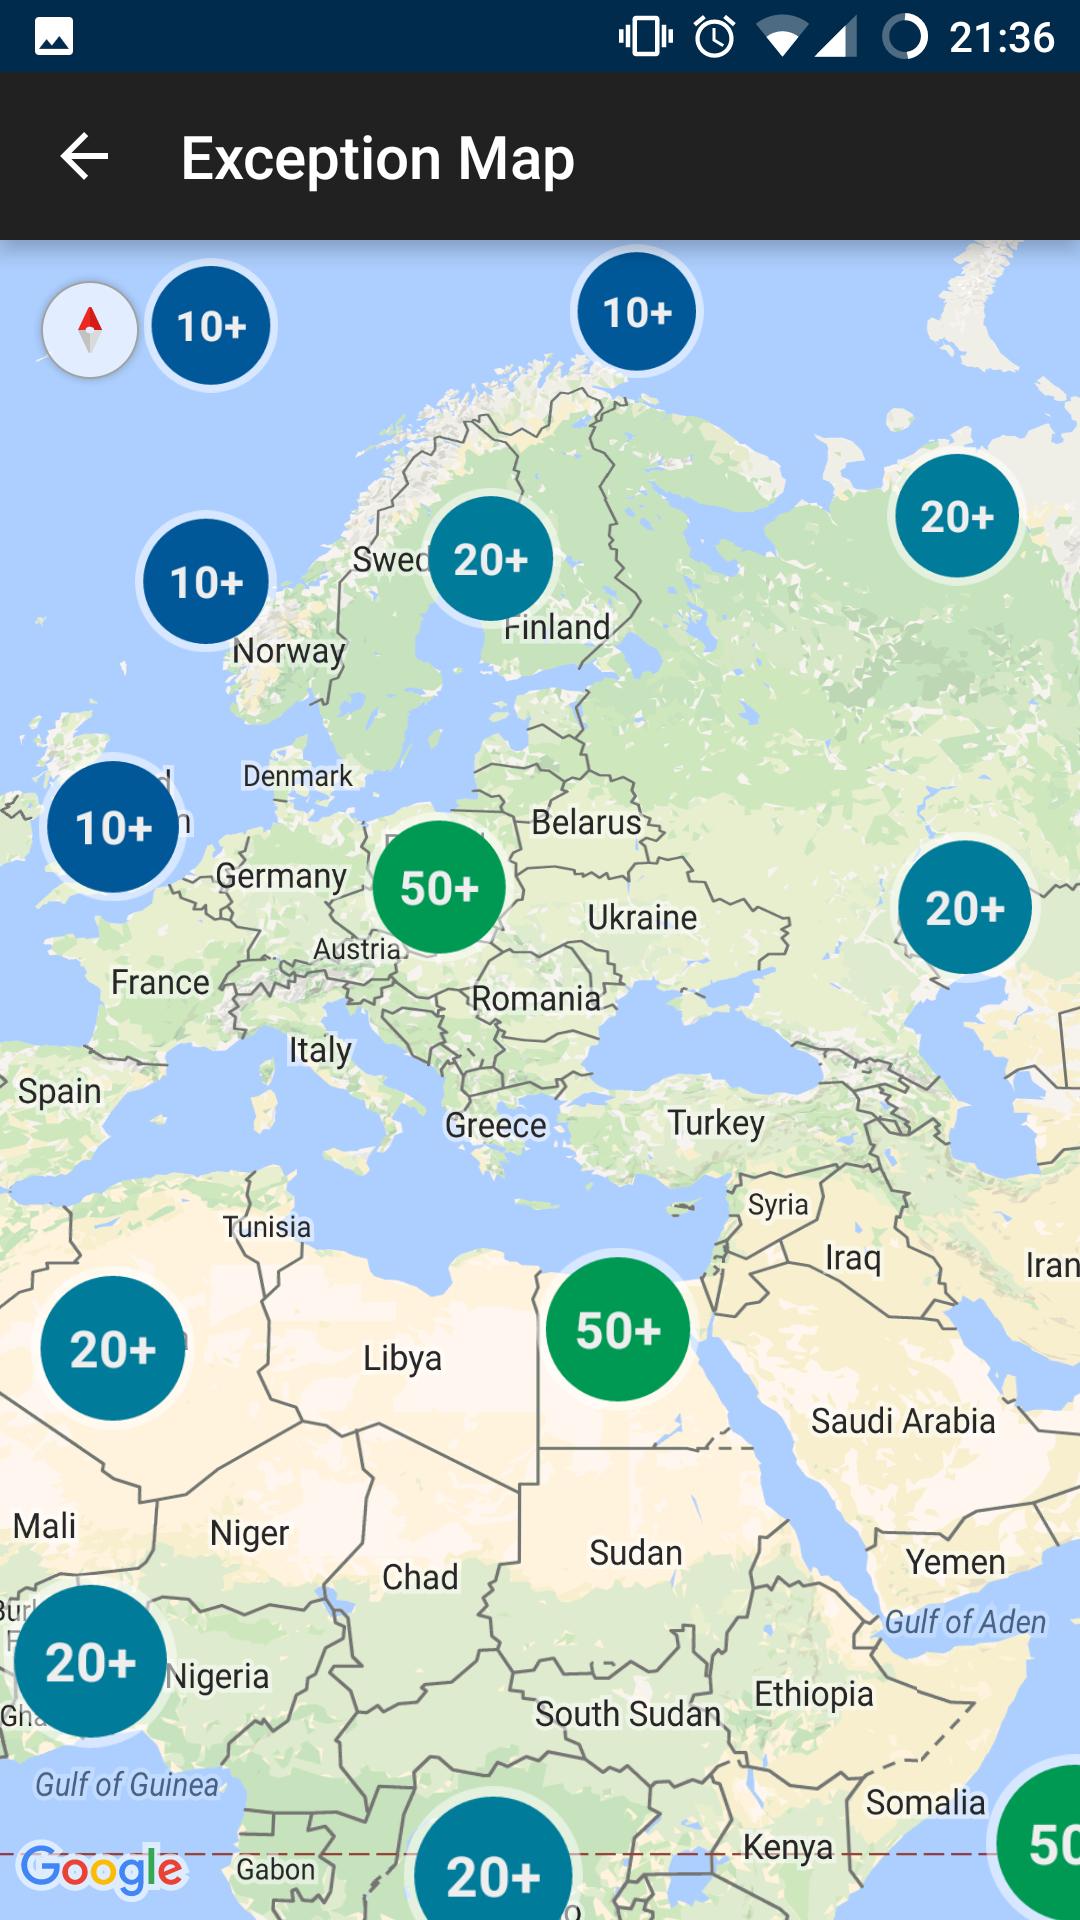 21:36
Exception Map
10+
10+
20+
20+
10+
Finland
Norway
Denmark
10+
Belarus
50+
Germany
20+
Ukraine
Austria
France
Romania
Italy
Spain
Greece
Turkey
Syria
Tunisia
Iraq
Iran
50+
20+
Libya
Saudi Arabia
Mali
Niger
Sudan
Yemen
Chad
Gulf of Aden
20+
Nigeria
Ethiopia
South Sudan
Gulf of Guinea
Somalia
50
Kenya
Google
Gabon
20+